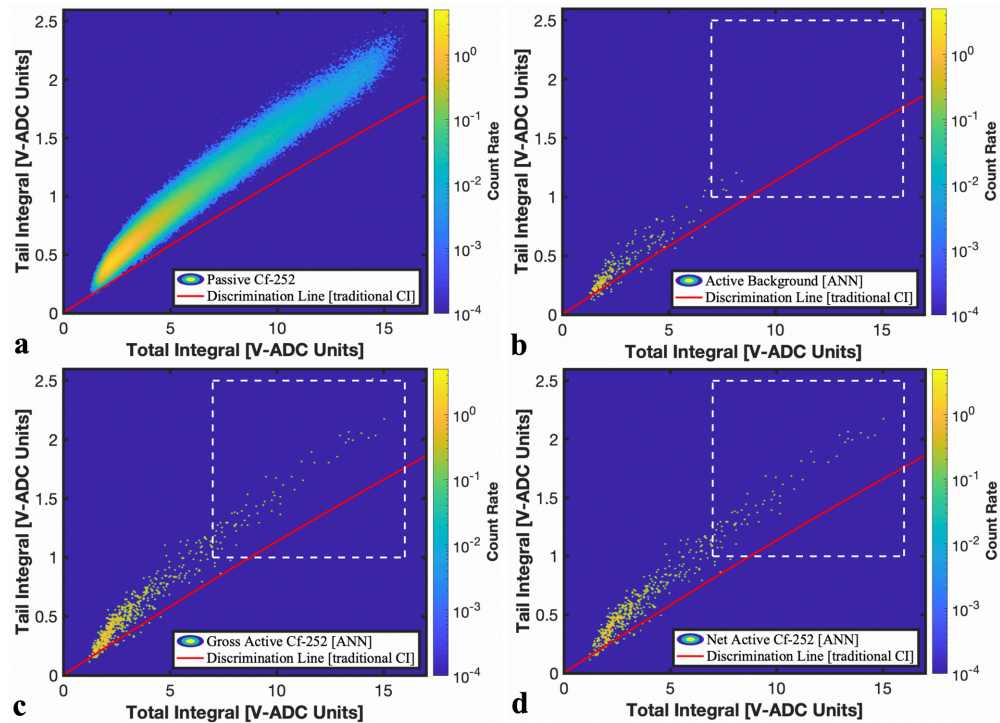 2.5
2
1.5
1
0.5
0
0
5
10
15
Tail Integral [V-ADC Units]
Total Integral [V-ADC Units]
Passive Cf-252
Discrimination Line [traditional CI]
10⁰
10⁻¹
10⁻²
10⁻³
10⁻⁴
Count Rate
a
2.5
2
1.5
1
0.5
0
0
5
10
15
Tail Integral [V-ADC Units]
Total Integral [V-ADC Units]
Active Background [ANN]
Discrimination Line [traditional CI]
10⁰
10⁻¹
10⁻²
10⁻³
10⁻⁴
Count Rate
b
2.5
2
1.5
1
0.5
0
0
5
10
15
Tail Integral [V-ADC Units]
Total Integral [V-ADC Units]
Gross Active Cf-252 [ANN]
Discrimination Line [traditional CI]
10⁰
10⁻¹
10⁻²
10⁻³
10⁻⁴
Count Rate
c
2.5
2
1.5
1
0.5
0
0
5
10
15
Tail Integral [V-ADC Units]
Total Integral [V-ADC Units]
Net Active Cf-252 [ANN]
Discrimination Line [traditional CI]
10⁰
10⁻¹
10⁻²
10⁻³
10⁻⁴
Count Rate
d